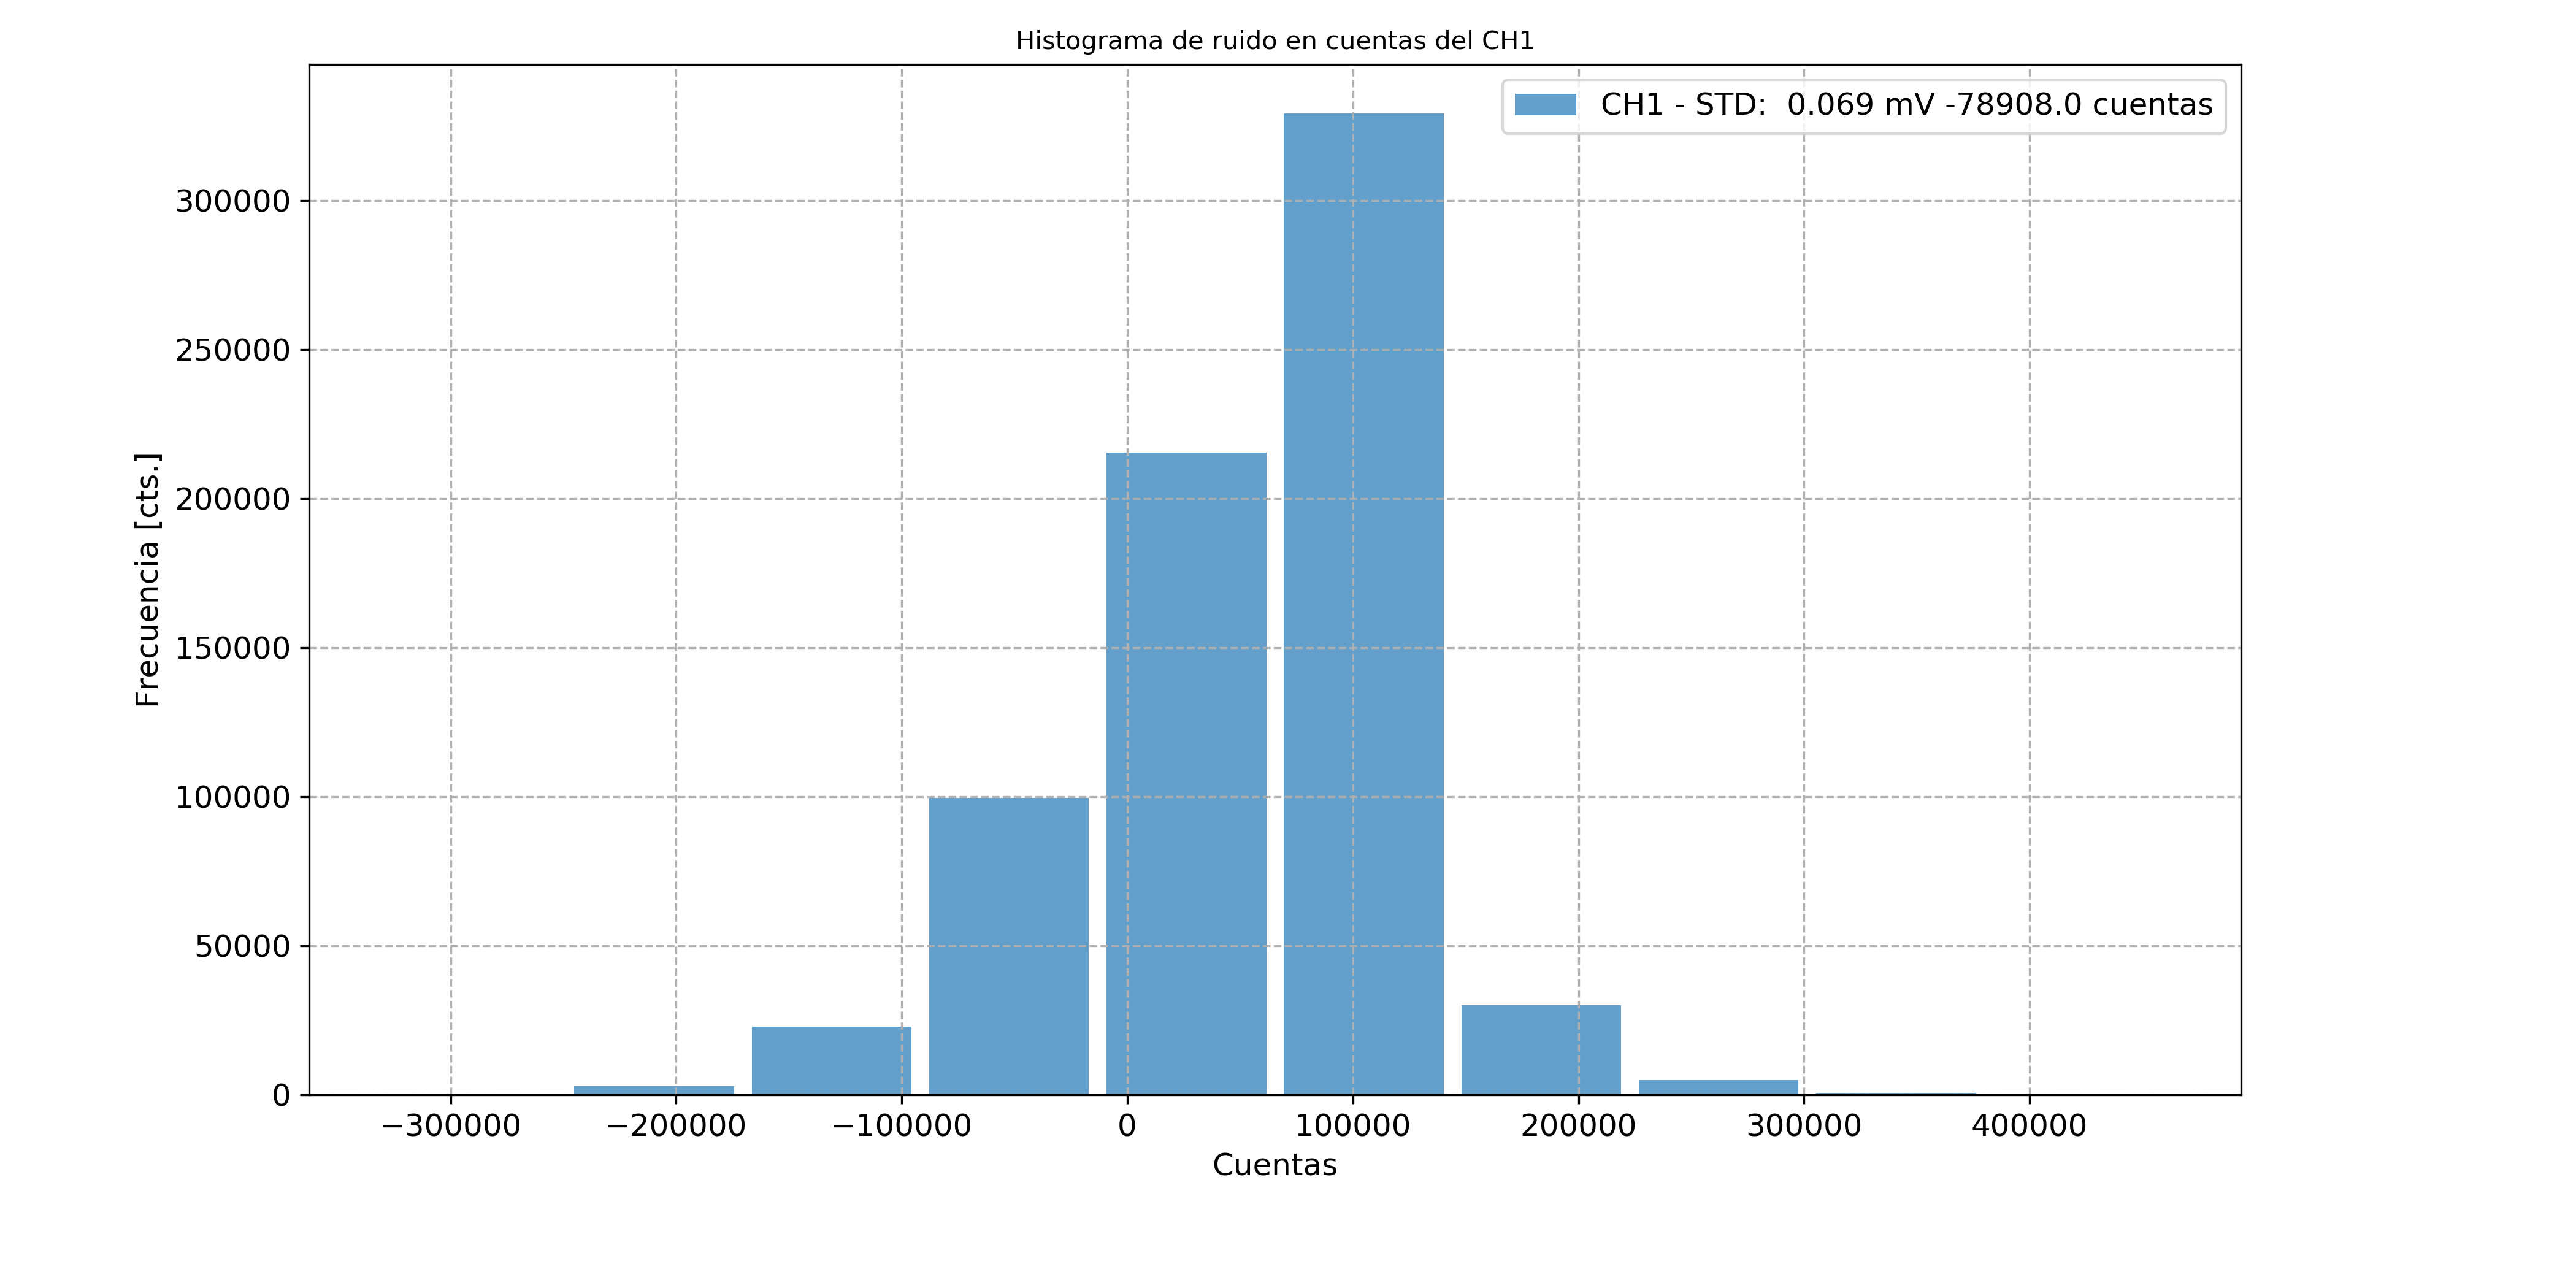 Histograma de ruido en cuentas del CH1
CH1 - STD:  0.069 mV -78908.0 cuentas
Frecuencia [cts.]
300000
250000
200000
150000
100000
50000
0
−300000 −200000 −100000 0 100000 200000 300000 400000
Cuentas